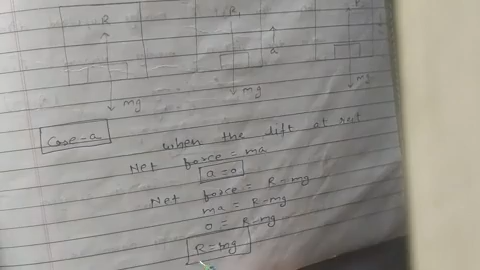 R R₁ R
a
mg mg mg
Case-a
when the lift at rest
Net force = ma
a = 0
Net force = R - mg
ma = R - mg
0 = R - mg
R = mg